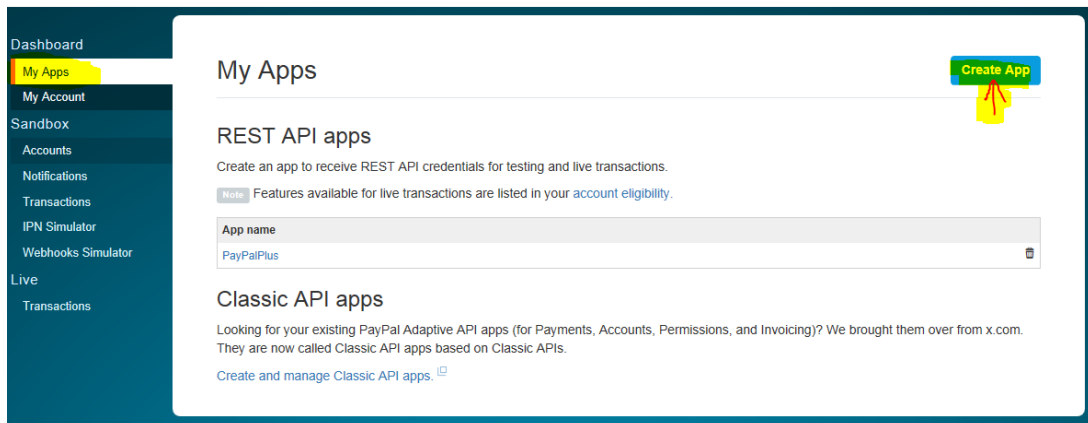 Dashboard
My Apps
My Account
Sandbox
Accounts
Notifications
Transactions
IPN Simulator
Webhooks Simulator
Live
Transactions
My Apps
Create App
REST API apps
Create an app to receive REST API credentials for testing and live transactions.
Note Features available for live transactions are listed in your account eligibility.
App name
PayPalPlus
Classic API apps
Looking for your existing PayPal Adaptive API apps (for Payments, Accounts, Permissions, and Invoicing)? We brought them over from x.com.
They are now called Classic API apps based on Classic APIs.
Create and manage Classic API apps.